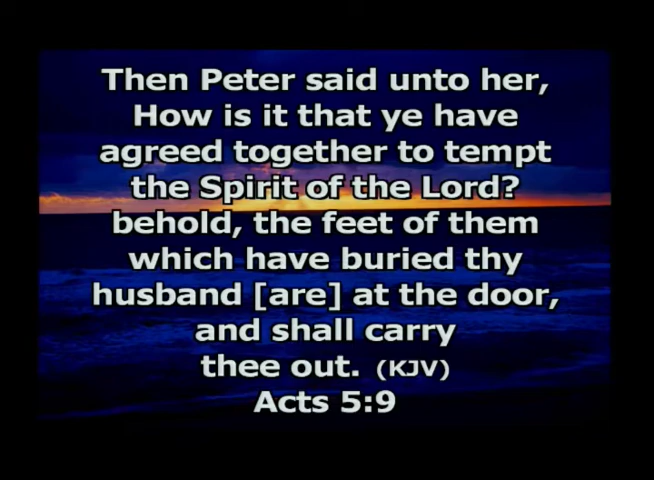 Then Peter said unto her,
How is it that ye have
agreed together to tempt
the Spirit of the Lord?
behold, the feet of them
which have buried thy
husband [are] at the door,
and shall carry
thee out. (KJV)
Acts 5:9